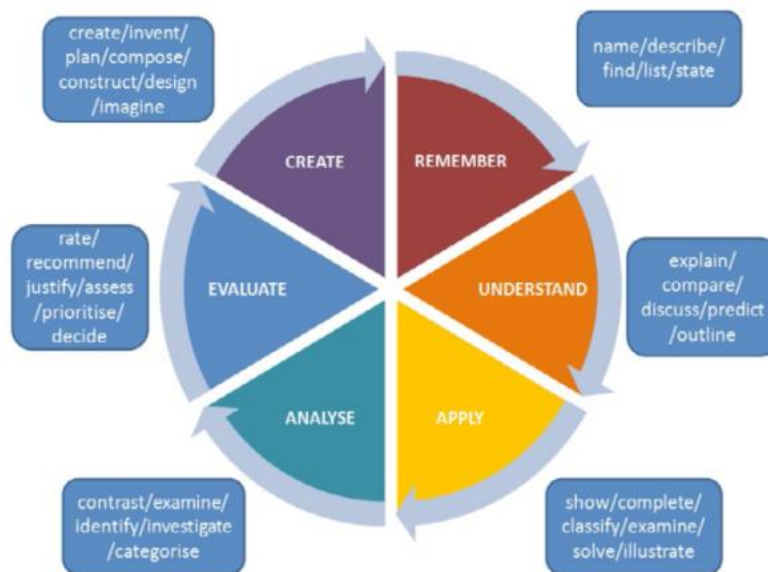 create/invent/
plan/compose/
construct/design
/imagine
name/describe/
find/list/state
CREATE
REMEMBER
rate/
recommend/
justify/assess
/prioritise/
decide
EVALUATE
UNDERSTAND
explain/
compare/
discuss/predict
/outline
ANALYSE
APPLY
contrast/examine/
identify/investigate
/categorise
show/complete/
classify/examine/
solve/illustrate